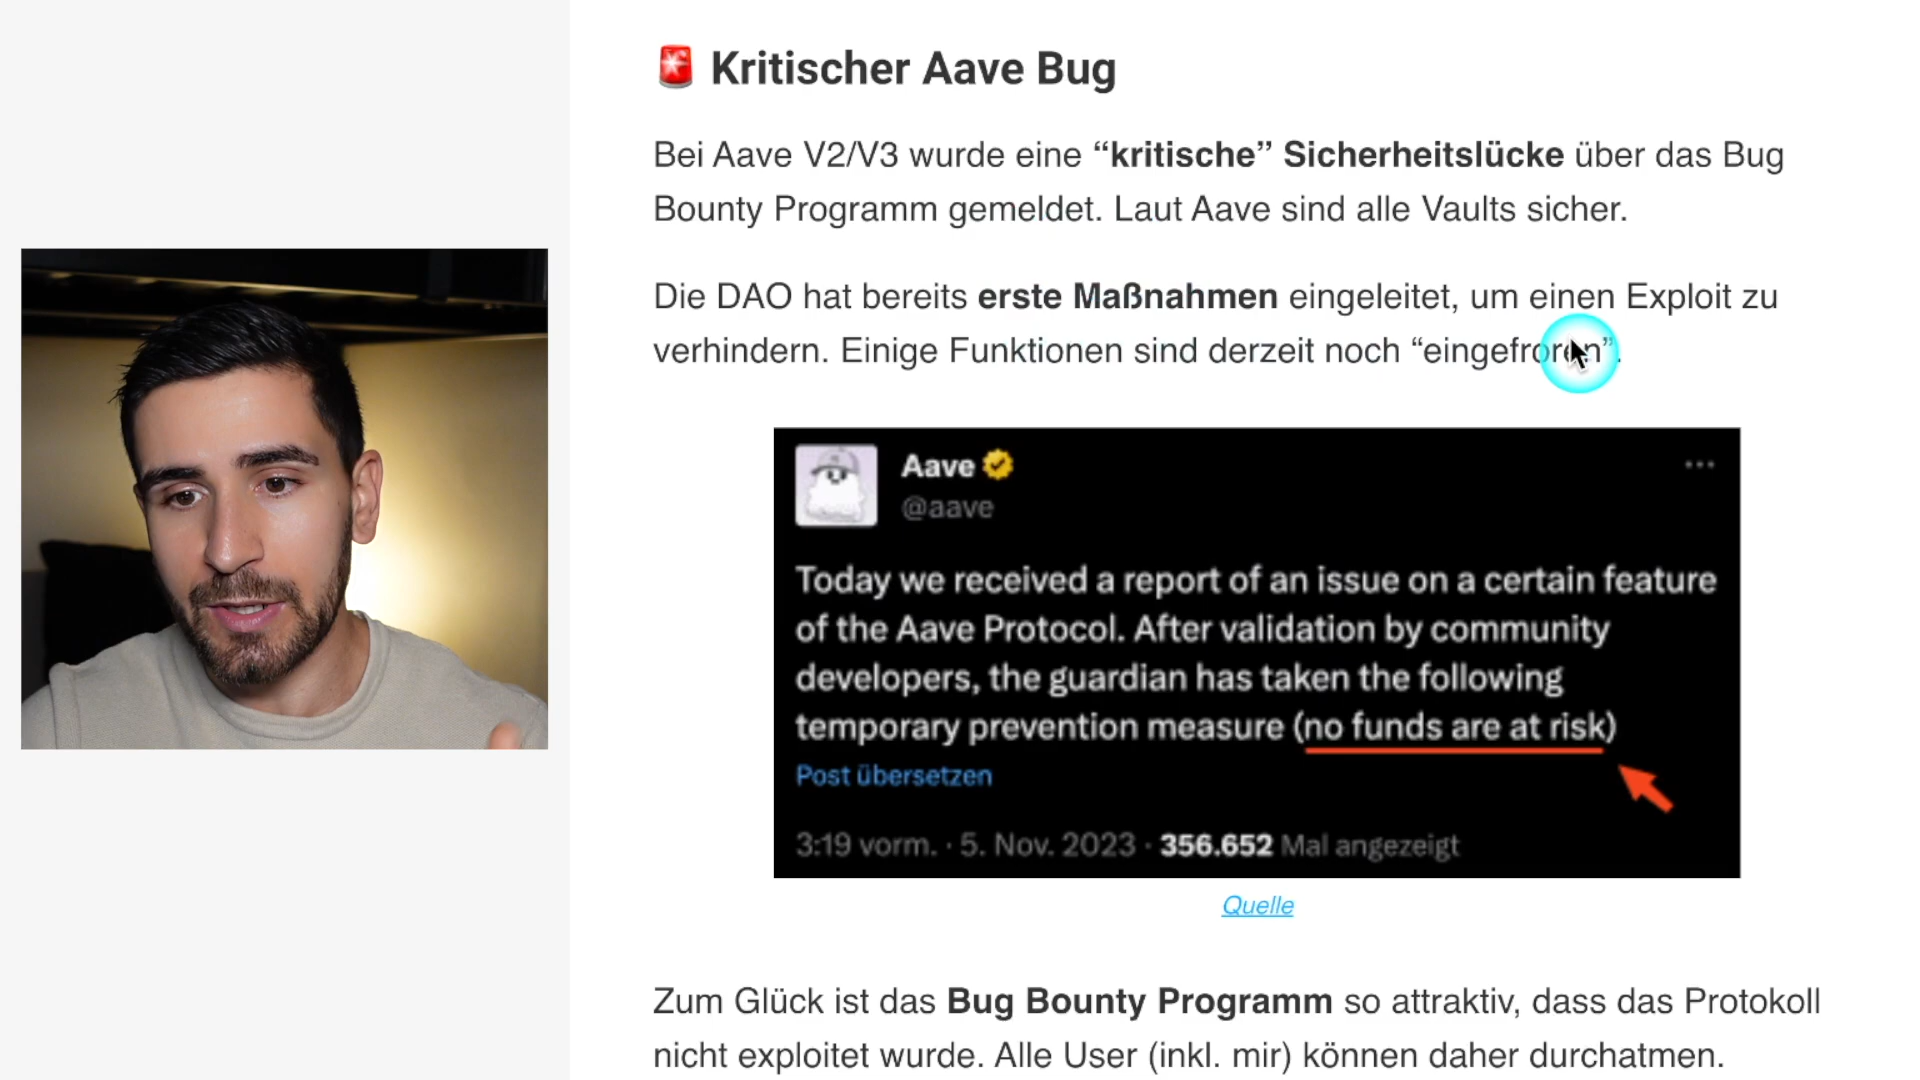 🚨 Kritischer Aave Bug
Bei Aave V2/V3 wurde eine “kritische” Sicherheitslücke über das Bug
Bounty Programm gemeldet. Laut Aave sind alle Vaults sicher.
Die DAO hat bereits erste Maßnahmen eingeleitet, um einen Exploit zu
verhindern. Einige Funktionen sind derzeit noch “eingefroren”.
Aave
@aave
Today we received a report of an issue on a certain feature
of the Aave Protocol. After validation by community
developers, the guardian has taken the following
temporary prevention measure (no funds are at risk)
Post übersetzen
3:19 vorm. · 5. Nov. 2023 · 356.652 Mal angezeigt
Quelle
Zum Glück ist das Bug Bounty Programm so attraktiv, dass das Protokoll
nicht exploitet wurde. Alle User (inkl. mir) können daher durchatmen.